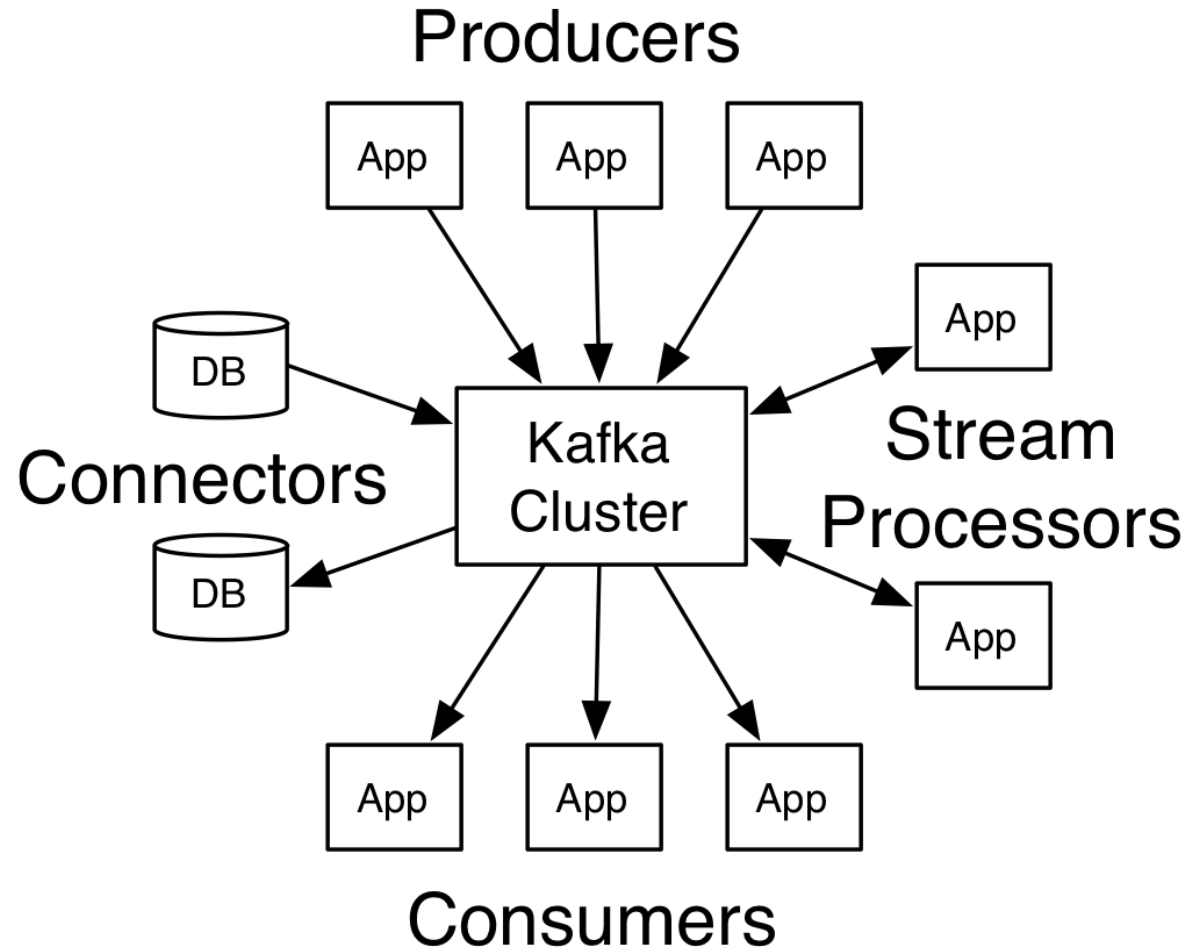 Producers
App
App
App
App
DB
Stream
Processors
Kafka
Cluster
Connectors
DB
App
App
App
App
Consumers